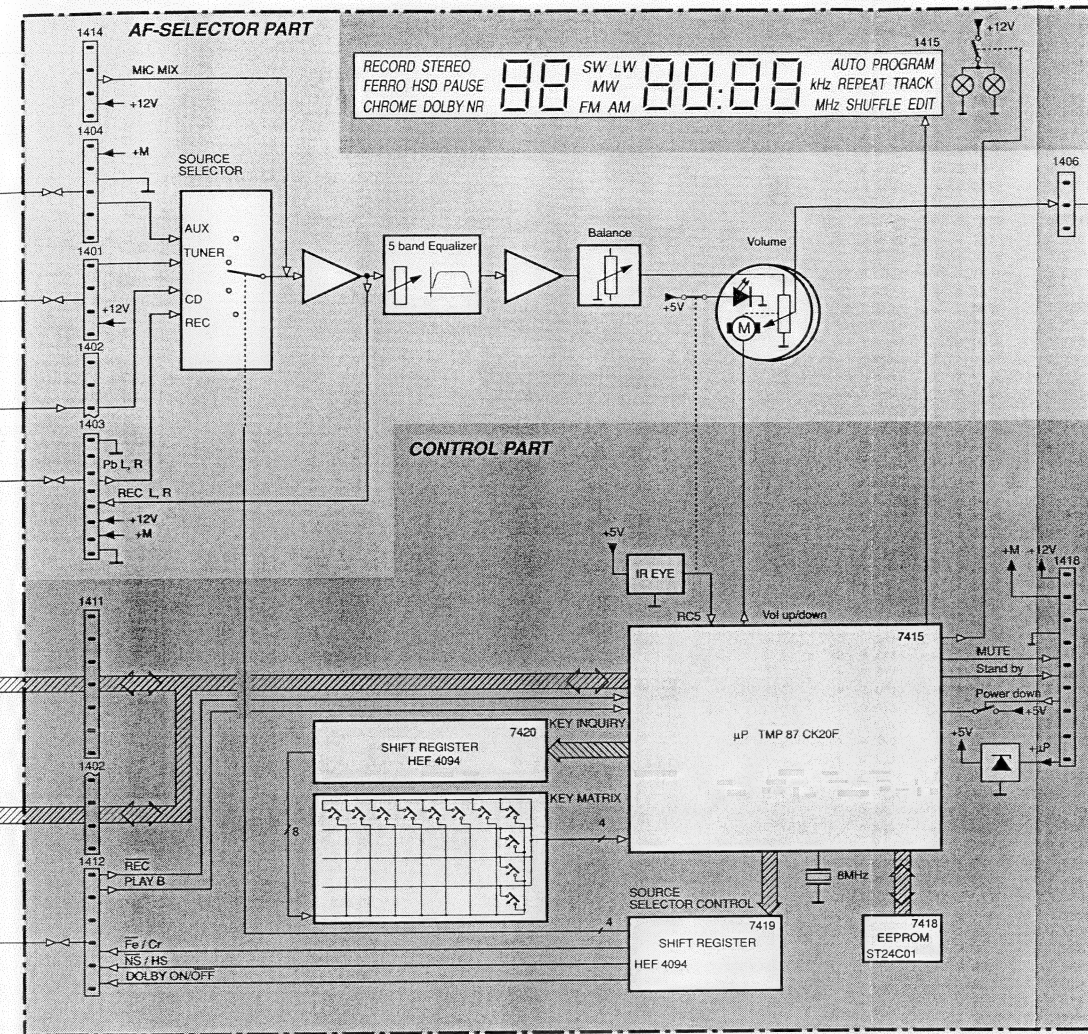 1414
AF-SELECTOR PART
+12V
1415
MIC MIX
+12V
RECORD STEREO
FERRO HSD PAUSE
CHROME DOLBY NR
88
SW LW
MW
FM AM
88:88
AUTO PROGRAM
kHz REPEAT TRACK
MHz SHUFFLE EDIT
1404
+M
SOURCE
SELECTOR
1406
AUX
TUNER
CD
REC
1401
+12V
5 band Equalizer
Balance
Volume
+5V
M
1402
1403
Pb L, R
REC L, R
+12V
+M
CONTROL PART
+5V
IR EYE
RC5
Vol up/down
+M
+12V
1418
1411
7415
MUTE
Stand by
Power down
+5V
+5V
+µP
µP TMP 87 CK20F
KEY INQUIRY
7420
SHIFT REGISTER
HEF 4094
1402
KEY MATRIX
8
4
1412
REC
PLAY B
8MHz
SOURCE
SELECTOR CONTROL
4
7419
SHIFT REGISTER
HEF 4094
7418
EEPROM
ST24C01
Fe / Cr
NS / HS
DOLBY ON/OFF